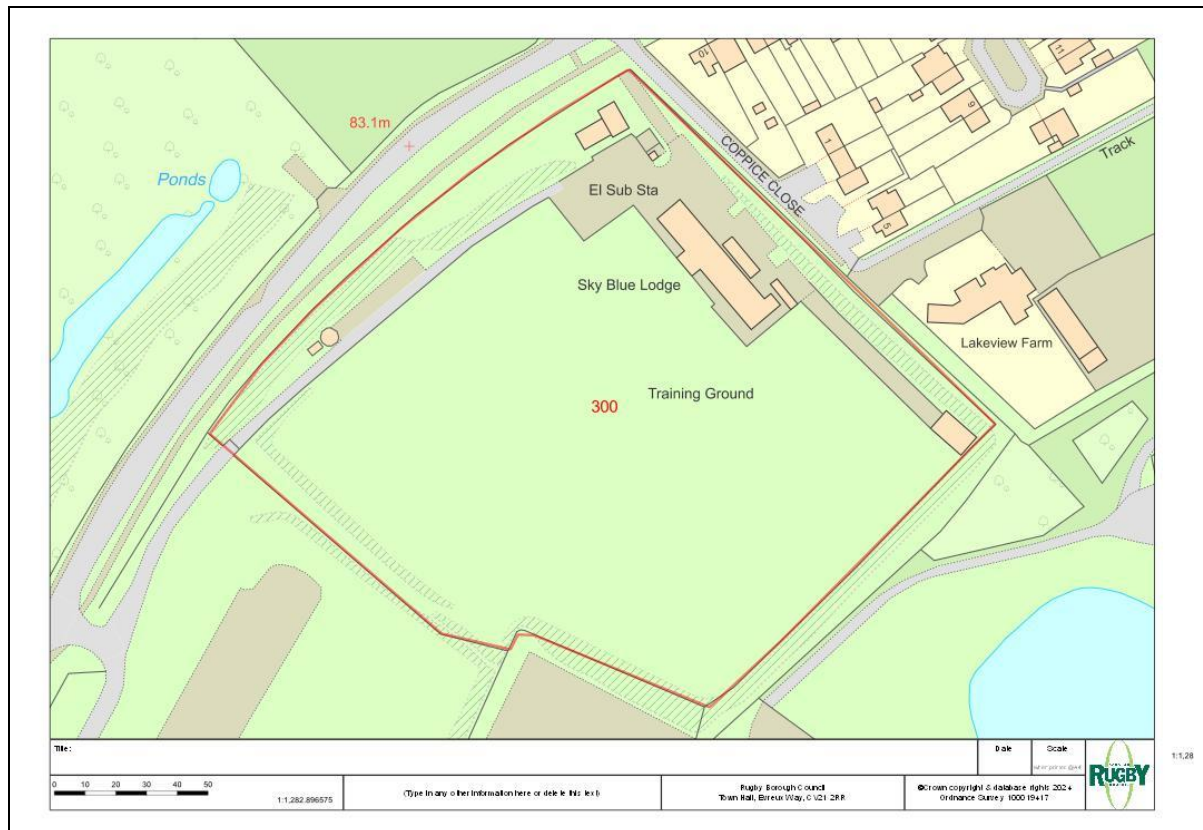 10
11
9
83.1m
Ponds
1
COPPICE CLOSE
Track
El Sub Sta
5
Sky Blue Lodge
Lakeview Farm
Training Ground
300
Title:
Date
Scale
0 10 20 30 40 50
1:1,282.896575
(Type in any other information here or delete this text)
Rugby Borough Council
Town Hall, Evreux Way, CV21 2RR
©Crown copyright & database rights 2024
Ordnance Survey 100019417
RUGBY
1:1,28